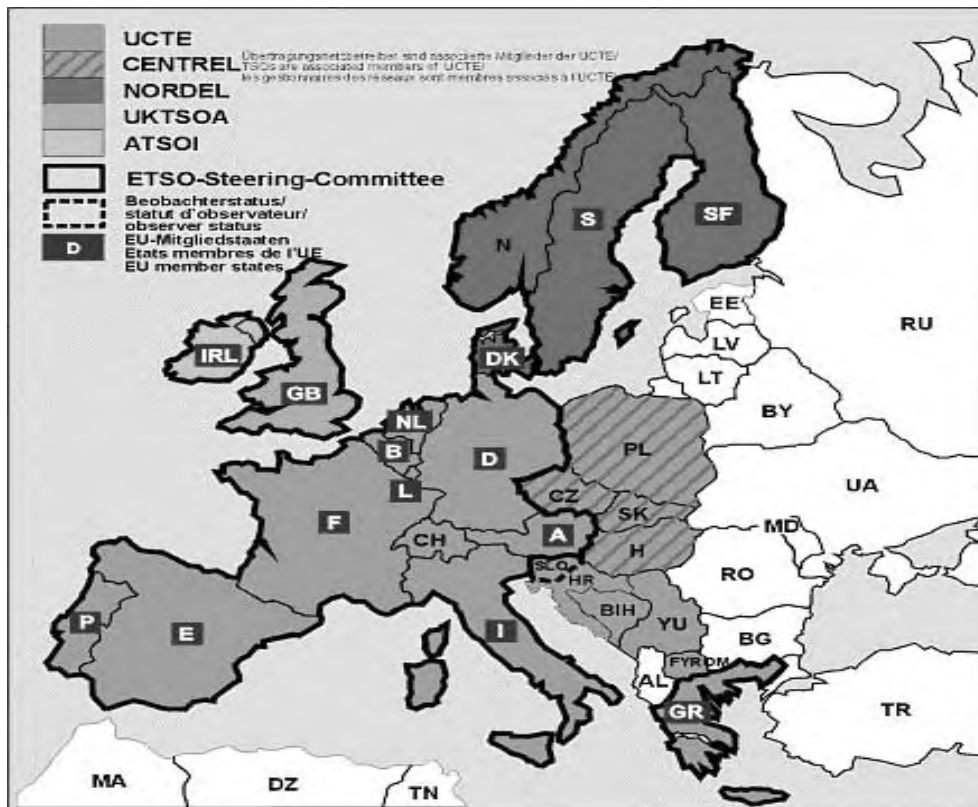 UCTE
CENTREL
Übertragungsnetzbetreiber sind associierte Mitglieder der UCTE/
TSOs are associated members of UCTE/
les gestionnaires des réseaux sont membres associés à l'UCTE
NORDEL
UKTSOA
ATSOI
ETSO-Steering-Committee
Beobachterstatus/
statut d'observateur/
observer status
D
EU-Mitgliedstaaten
Etats membres de l'UE
EU member states
N
S
SF
EE
RU
LV
LT
BY
IRL
GB
DK
NL
B
D
PL
L
CZ
UA
F
SK
A
CH
H
MD
SLO
HR
RO
BIH
P
E
I
YU
BG
FYROM
AL
GR
TR
MA
DZ
TN